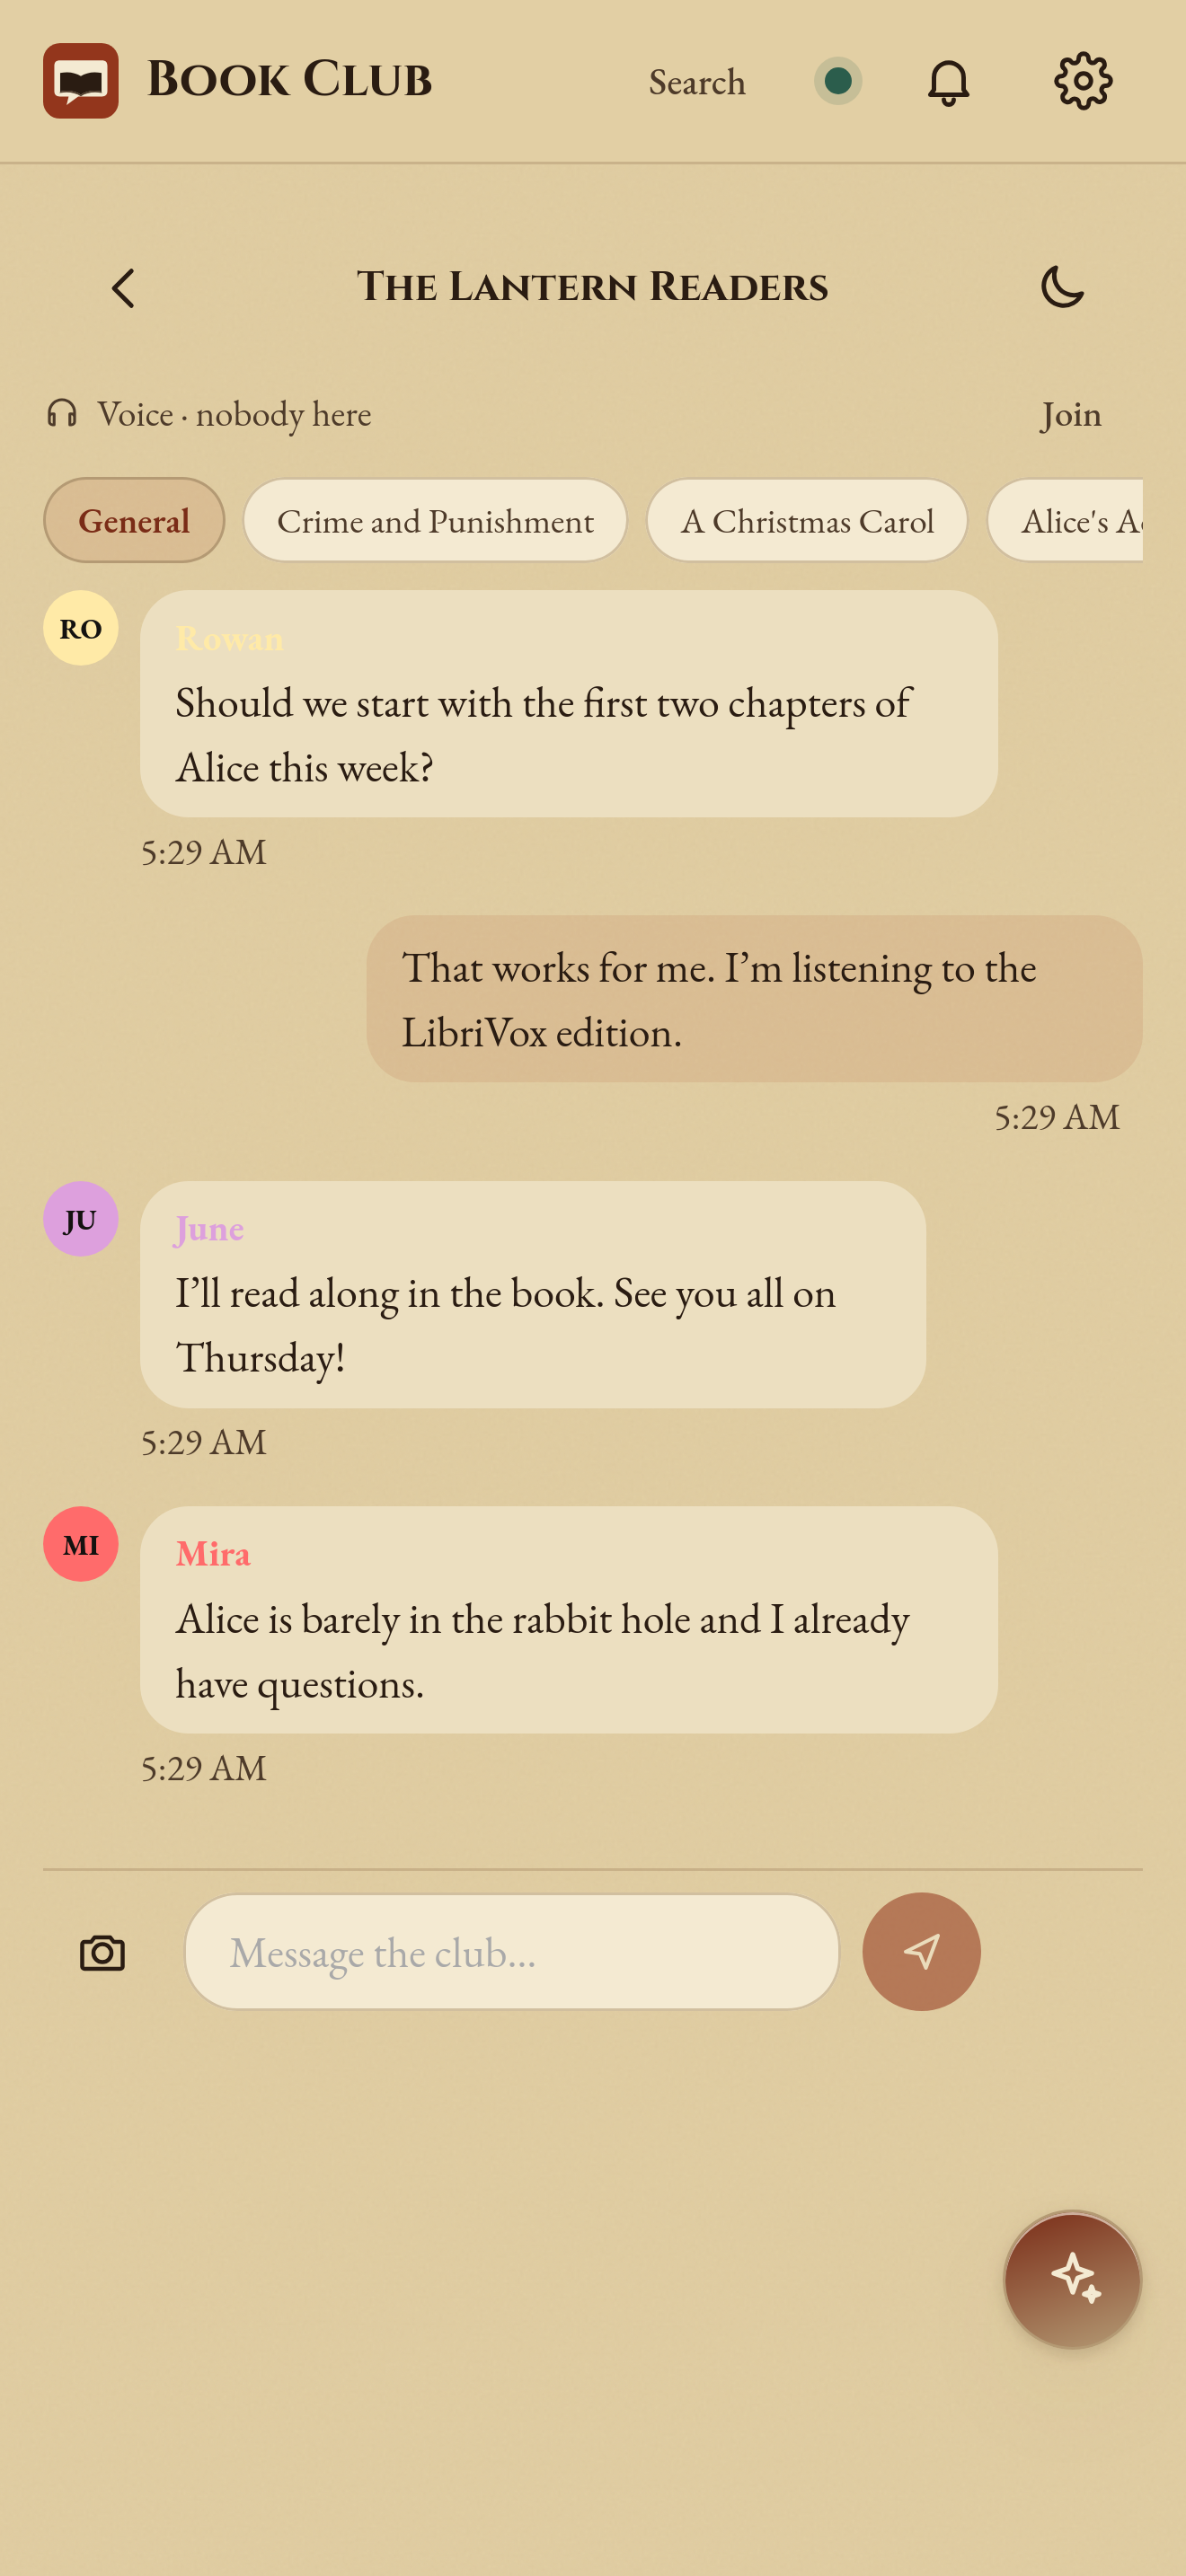 Book Club
Search
The Lantern Readers
Voice · nobody here
Join
General
Crime and Punishment
A Christmas Carol
Alice's
RO
Rowan
Should we start with the first two chapters of
Alice this week?
5:29 AM
That works for me. I’m listening to the
LibriVox edition.
5:29 AM
JU
June
I’ll read along in the book. See you all on
Thursday!
5:29 AM
MI
Mira
Alice is barely in the rabbit hole and I already
have questions.
5:29 AM
Message the club...